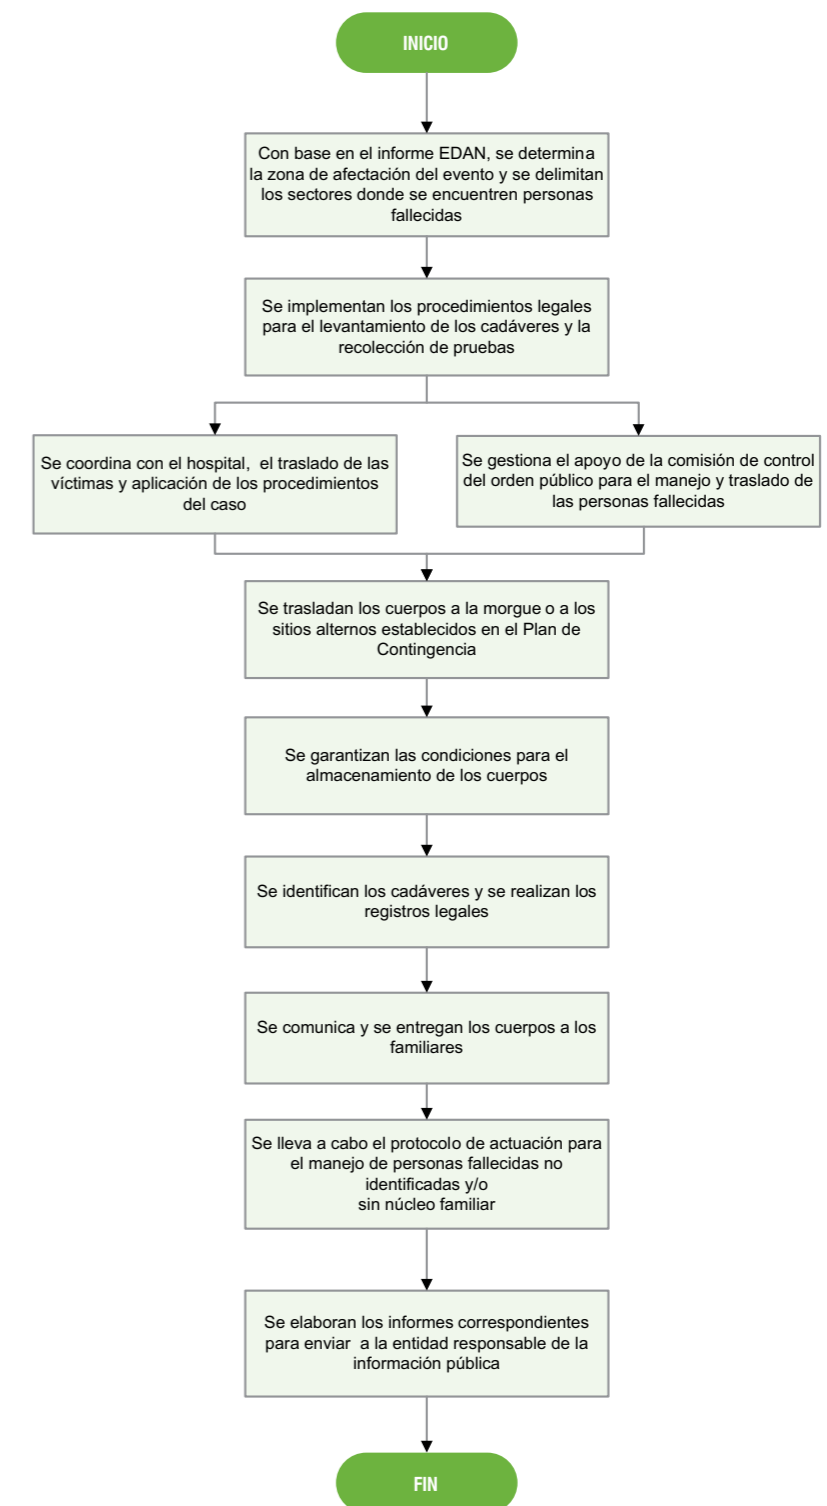 INICIO
Con base en el informe EDAN, se determina
la zona de afectación del evento y se delimitan
los sectores donde se encuentren personas
fallecidas
Se implementan los procedimientos legales
para el levantamiento de los cadáveres y la
recolección de pruebas
Se coordina con el hospital, el traslado de las
víctimas y aplicación de los procedimientos
del caso
Se gestiona el apoyo de la comisión de control
del orden público para el manejo y traslado de
las personas fallecidas
Se trasladan los cuerpos a la morgue o a los
sitios alternos establecidos en el Plan de
Contingencia
Se garantizan las condiciones para el
almacenamiento de los cuerpos
Se identifican los cadáveres y se realizan los
registros legales
Se comunica y se entregan los cuerpos a los
familiares
Se lleva a cabo el protocolo de actuación para
el manejo de personas fallecidas no
identificadas y/o
sin núcleo familiar
Se elaboran los informes correspondientes
para enviar a la entidad responsable de la
información pública
FIN